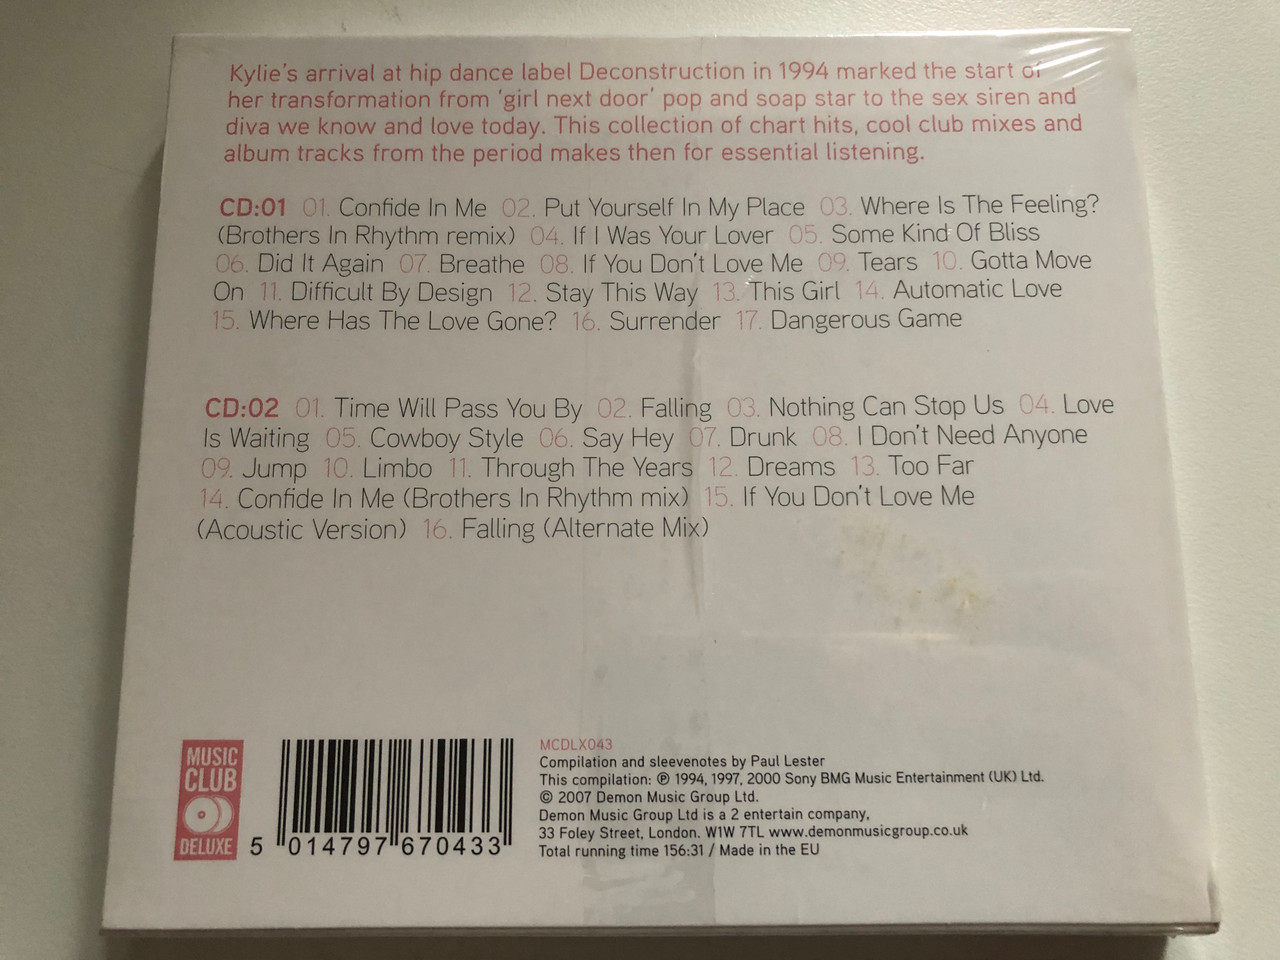 Kylie's arrival at hip dance label Deconstruction in 1994 marked the start of
her transformation from 'girl next door' pop and soap star to the sex siren and
diva we know and love today. This collection of chart hits, cool club mixes and
album tracks from the period makes then for essential listening.
CD:01 01. Confide In Me 02. Put Yourself In My Place 03. Where Is The Feeling?
(Brothers In Rhythm remix) 04. If I Was Your Lover 05. Some Kind Of Bliss
06. Did It Again 07. Breathe 08. If You Don't Love Me 09. Tears 10. Gotta Move
On 11. Difficult By Design 12. Stay This Way 13. This Girl 14. Automatic Love
15. Where Has The Love Gone? 16. Surrender 17. Dangerous Game
CD:02 01. Time Will Pass You By 02. Falling 03. Nothing Can Stop Us 04. Love
Is Waiting 05. Cowboy Style 06. Say Hey 07. Drunk 08. I Don't Need Anyone
09. Jump 10. Limbo 11. Through The Years 12. Dreams 13. Too Far
14. Confide In Me (Brothers In Rhythm mix) 15. If You Don't Love Me
(Acoustic Version) 16. Falling (Alternate Mix)
MUSIC
CLUB
DELUXE
5 014797 670433
MCDLX043
Compilation and sleevenotes by Paul Lester
This compilation: ℗ 1994, 1997, 2000 Sony BMG Music Entertainment (UK) Ltd.
© 2007 Demon Music Group Ltd.
Demon Music Group Ltd is a 2 entertain company,
33 Foley Street, London. W1W 7TL www.demonmusicgroup.co.uk
Total running time 156:31 / Made in the EU